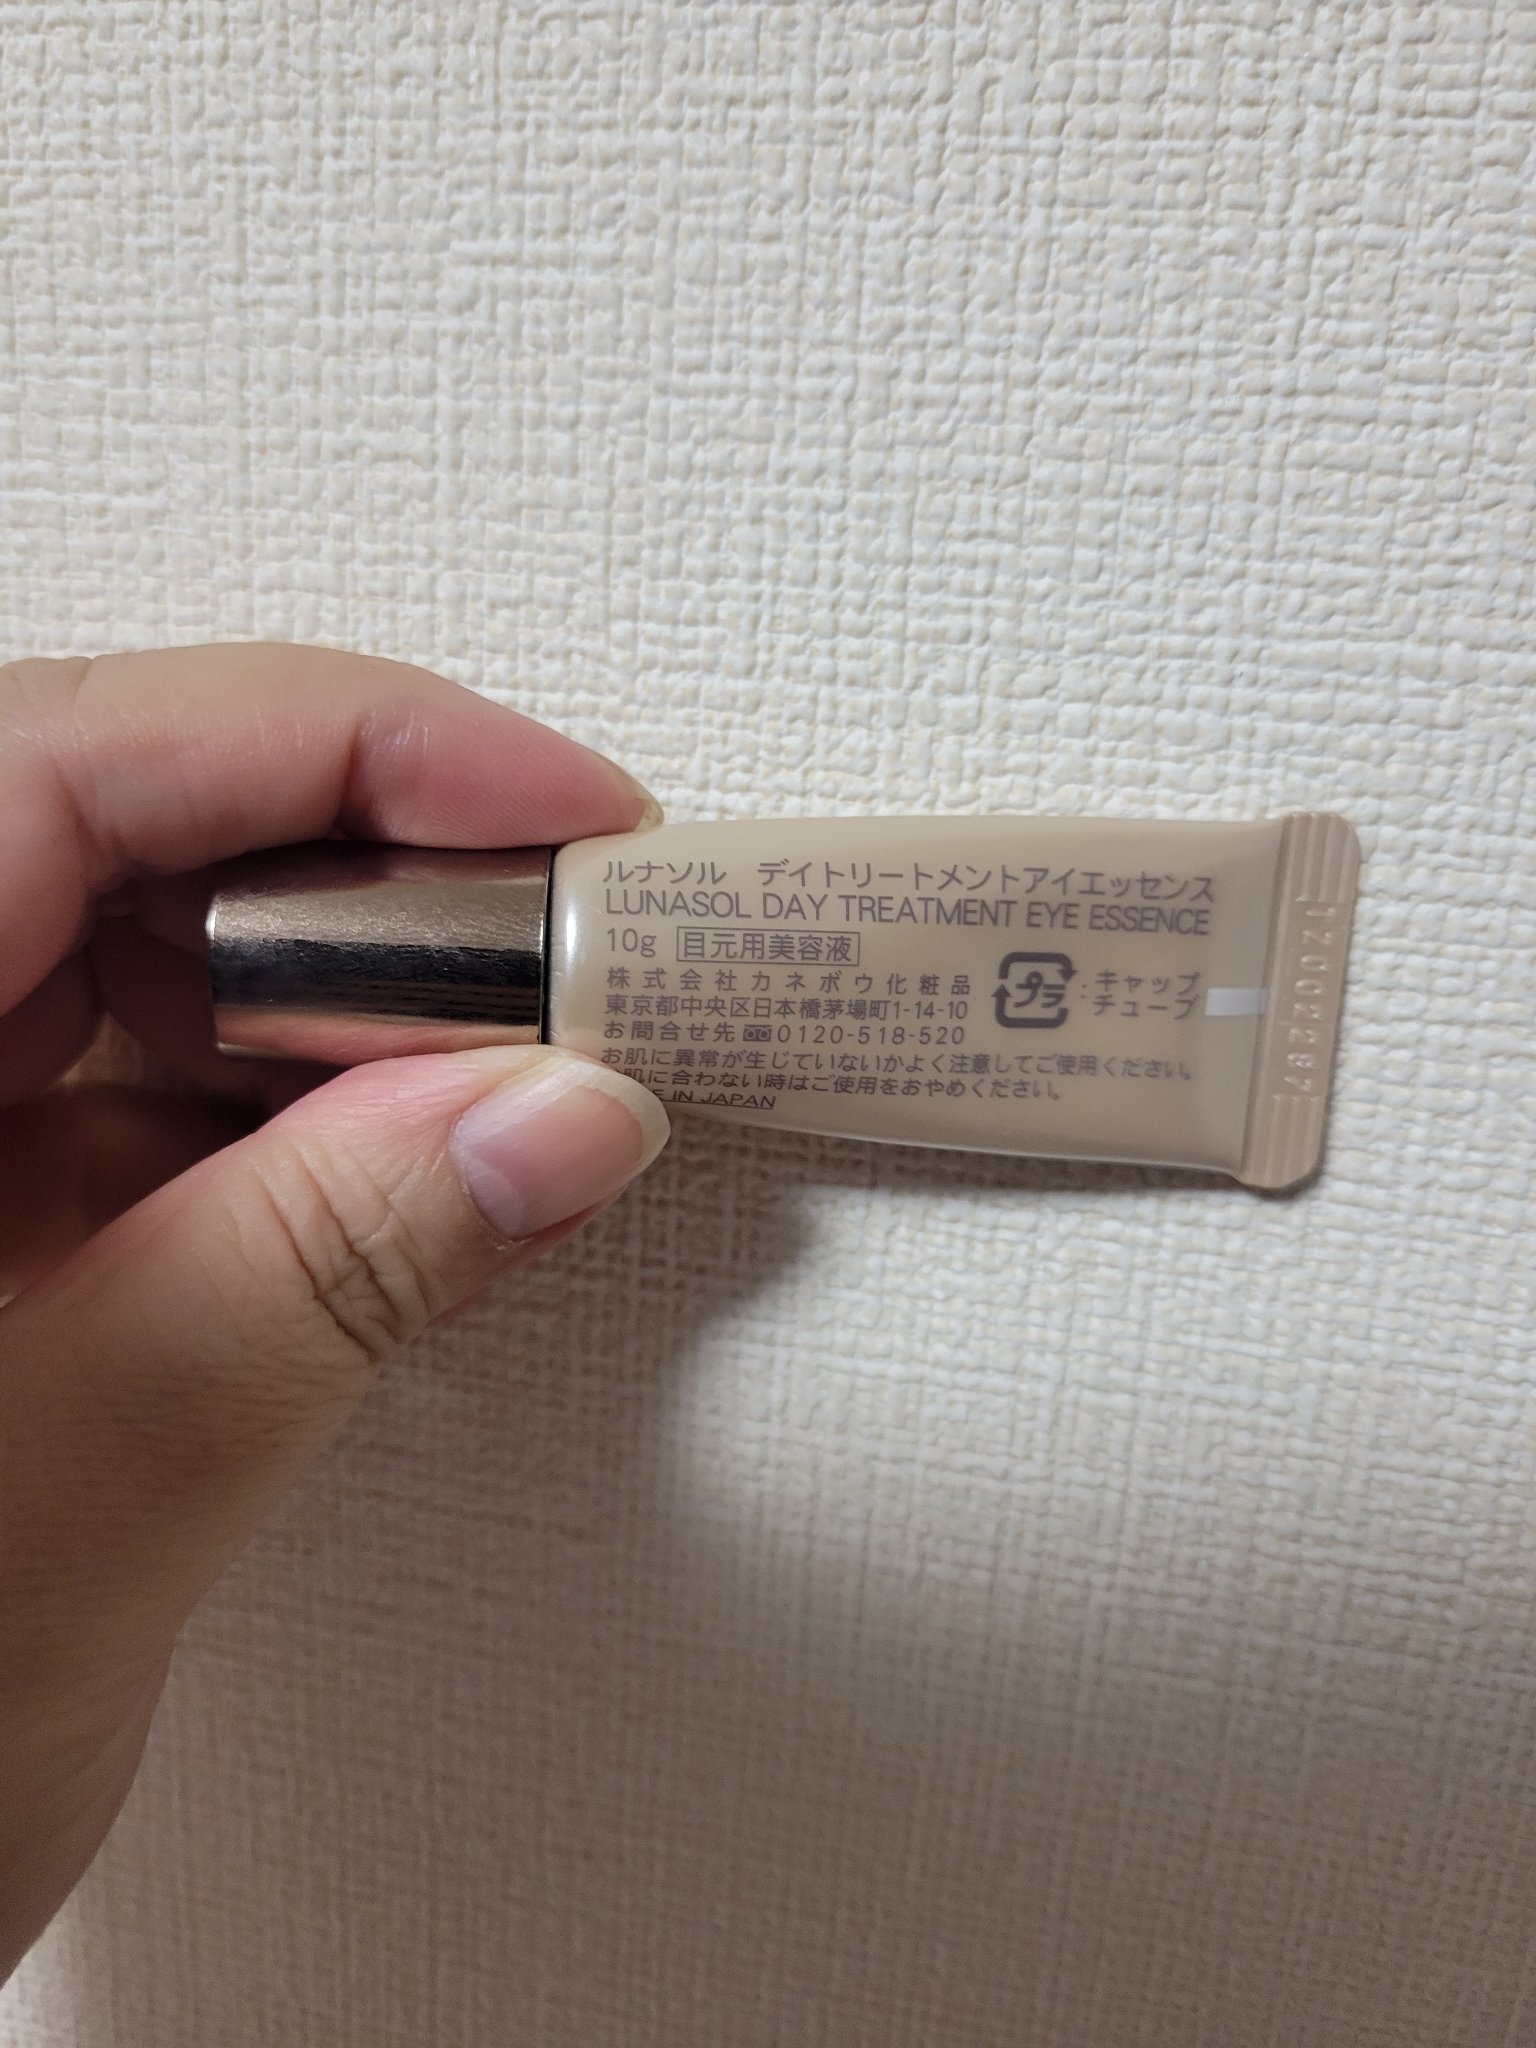 ルナソル　デイトリートメントアイエッセンス
LUNASOL DAY TREATMENT EYE ESSENCE
10g 目元用美容液
株式会社カネボウ化粧品
東京都中央区日本橋茅場町1-14-10
お問合せ先 0120-518-520
プラ :キャップ
:チューブ
お肌に異常が生じていないかよく注意してご使用ください。
肌に合わない時はご使用をおやめください。
IN JAPAN